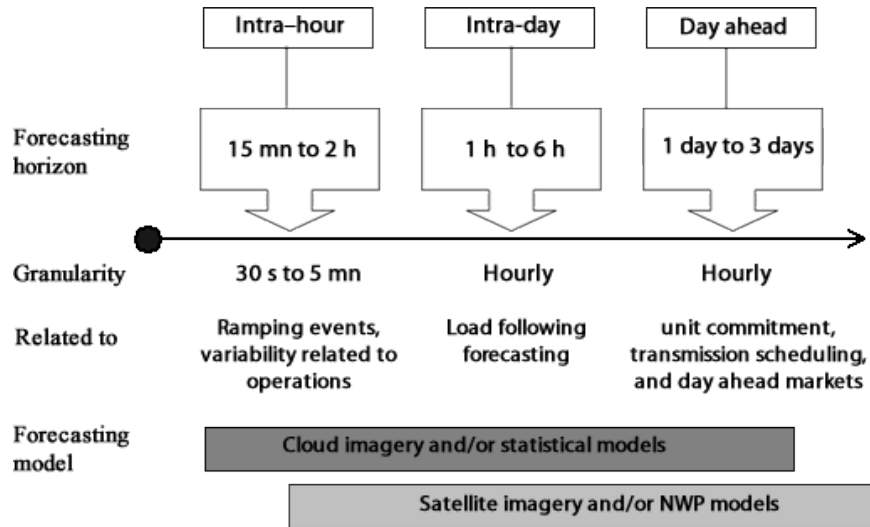 Intra–hour
Intra-day
Day ahead
Forecasting
horizon
15 mn to 2 h
1 h to 6 h
1 day to 3 days
Granularity
30 s to 5 mn
Hourly
Hourly
Related to
Ramping events,
variability related to
operations
Load following
forecasting
unit commitment,
transmission scheduling,
and day ahead markets
Forecasting
model
Cloud imagery and/or statistical models
Satellite imagery and/or NWP models